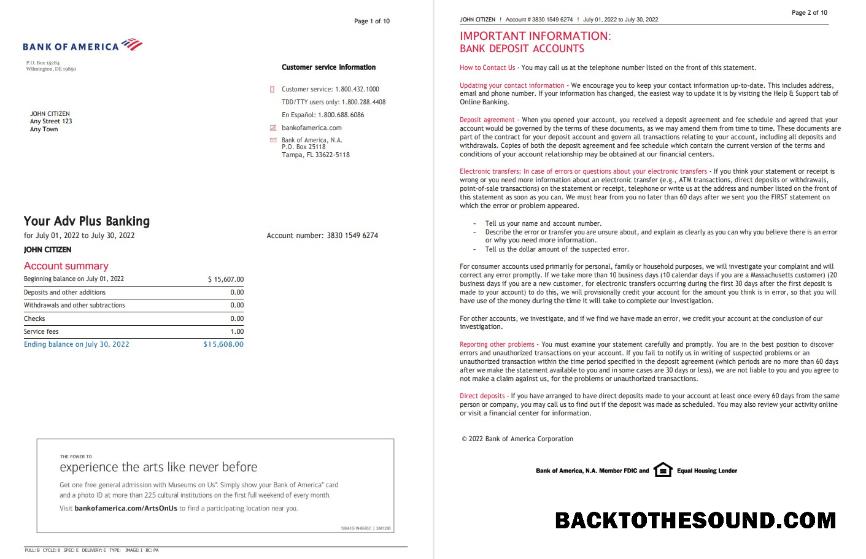 Page 1 of 10
BANK OF AMERICA
P.O. Box 15284
Wilmington, DE 19850
Customer service information
Customer service: 1.800.432.1000
TDD/TTY users only: 1.800.288.4408
En Español: 1.800.688.6086
bankofamerica.com
Bank of America, N.A.
P.O. Box 25118
Tampa, FL 33622-5118
JOHN CITIZEN
Any Street 123
Any Town
Your Adv Plus Banking
for July 01, 2022 to July 30, 2022
Account number: 3830 1549 6274
JOHN CITIZEN
Account summary
Beginning balance on July 01, 2022 $ 15,607.00
Deposits and other additions 0.00
Withdrawals and other subtractions 0.00
Checks 0.00
Service fees 1.00
Ending balance on July 30, 2022 $15,608.00
THE POWER TO
experience the arts like never before
Get one free general admission with Museums on Us®. Simply show your Bank of America® card
and a photo ID at more than 225 cultural institutions on the first full weekend of every month.
Visit bankofamerica.com/ArtsOnUs to find a participating location near you.
PULL: B CYCLE: 8 SPEC: E DELIVERY: E TYPE: IMAGE: I BC: PA
Page 2 of 10
JOHN CITIZEN ! Account # 3830 1549 6274 ! July 01, 2022 to July 30, 2022
IMPORTANT INFORMATION:
BANK DEPOSIT ACCOUNTS
How to Contact Us - You may call us at the telephone number listed on the front of this statement.
Updating your contact information - We encourage you to keep your contact information up-to-date. This includes address,
email and phone number. If your information has changed, the easiest way to update it is by visiting the Help & Support tab of
Online Banking.
Deposit agreement - When you opened your account, you received a deposit agreement and fee schedule and agreed that your
account would be governed by the terms of these documents, as we may amend them from time to time. These documents are
part of the contract for your deposit account and govern all transactions relating to your account, including all deposits and
withdrawals. Copies of both the deposit agreement and fee schedule which contain the current version of the terms and
conditions of your account relationship may be obtained at our financial centers.
Electronic transfers: In case of errors or questions about your electronic transfers - If you think your statement or receipt is
wrong or you need more information about an electronic transfer (e.g., ATM transactions, direct deposits or withdrawals,
point-of-sale transactions) on the statement or receipt, telephone or write us at the address and number listed on the front of
this statement as soon as you can. We must hear from you no later than 60 days after we sent you the FIRST statement on
which the error or problem appeared.
- Tell us your name and account number.
- Describe the error or transfer you are unsure about, and explain as clearly as you can why you believe there is an error
or why you need more information.
- Tell us the dollar amount of the suspected error.
For consumer accounts used primarily for personal, family or household purposes, we will investigate your complaint and will
correct any error promptly. If we take more than 10 business days (10 calendar days if you are a Massachusetts customer) (20
business days if you are a new customer, for electronic transfers occurring during the first 30 days after the first deposit is
made to your account) to do this, we will provisionally credit your account for the amount you think is in error, so that you will
have use of the money during the time it will take to complete our investigation.
For other accounts, we investigate, and if we find we have made an error, we credit your account at the conclusion of our
investigation.
Reporting other problems - You must examine your statement carefully and promptly. You are in the best position to discover
errors and unauthorized transactions on your account. If you fail to notify us in writing of suspected problems or an
unauthorized transaction within the time period specified in the deposit agreement (which periods are no more than 60 days
after we make the statement available to you and in some cases are 30 days or less), we are not liable to you and you agree to
not make a claim against us, for the problems or unauthorized transactions.
Direct deposits - If you have arranged to have direct deposits made to your account at least once every 60 days from the same
person or company, you may call us to find out if the deposit was made as scheduled. You may also review your activity online
or visit a financial center for information.
© 2022 Bank of America Corporation
Bank of America, N.A. Member FDIC and Equal Housing Lender
BACKTOTHESOUND.COM